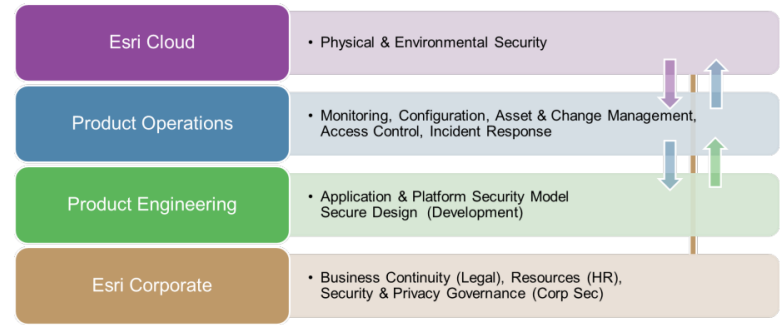 Esri Cloud
• Physical & Environmental Security
Product Operations
• Monitoring, Configuration, Asset & Change Management,
Access Control, Incident Response
Product Engineering
• Application & Platform Security Model
Secure Design (Development)
Esri Corporate
• Business Continuity (Legal), Resources (HR),
Security & Privacy Governance (Corp Sec)